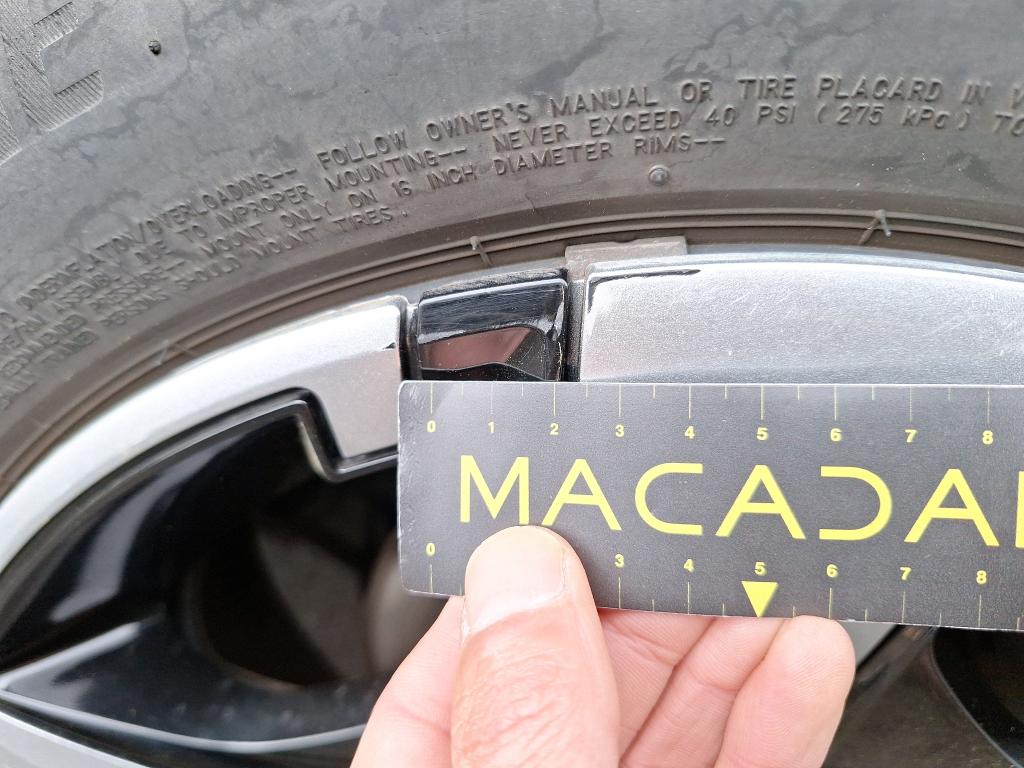 FOLLOW OWNER'S MANUAL OR TIRE PLACARD IN
UNDERINFLATION/OVERLOADING-- NEVER EXCEED 40 PSI (275 kPa) TO
DUE TO IMPROPER MOUNTING-- MOUNT ONLY ON 16 INCH DIAMETER RIMS--
PRESSURE-- SHOULD MOUNT TIRES.
0 1 2 3 4 5 6 7 8
MACADA
0 3 4 5 6 7 8